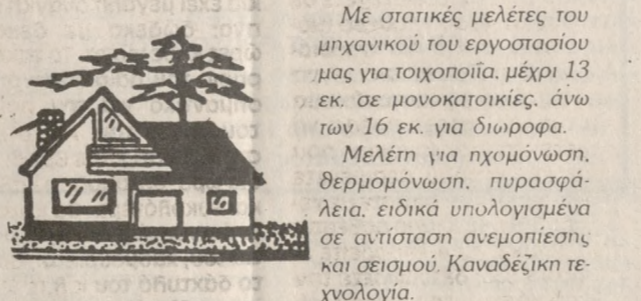 Με στατικές μελέτες του
μηχανικού του εργοστασίου
μας για τοιχοποιΐα, μέχρι 13
εκ. σε μονοκατοικίες, άνω
των 16 εκ. για διωροφα.
Μελέτη για ηχομόνωση,
θερμομόνωση, πυρασφά-
λεια, ειδικά υπολογισμένα
σε αντίσταση ανεμοπίεσης
και σεισμού. Καναδέζικη τε-
χνολογία.